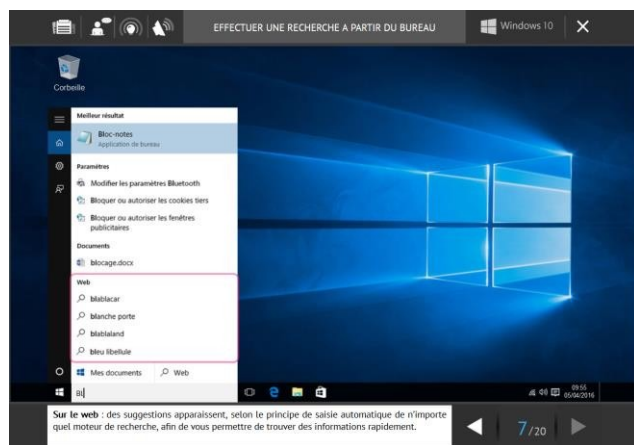 EFFECTUER UNE RECHERCHE A PARTIR DU BUREAU
Windows 10
Corbeille
Meilleur résultat
Bloc-notes
Application de bureau
Paramètres
Modifier les paramètres Bluetooth
Bloquer ou autoriser les cookies tiers
Bloquer ou autoriser les fenêtres
publicitaires
Documents
blocage.docx
Web
blablacar
blanche porte
blablaland
bleu libellule
Mes documents
Web
Bl
09:55
05/04/2016
Sur le web : des suggestions apparaissent, selon le principe de saisie automatique de n'importe
quel moteur de recherche, afin de vous permettre de trouver des informations rapidement.
7/20